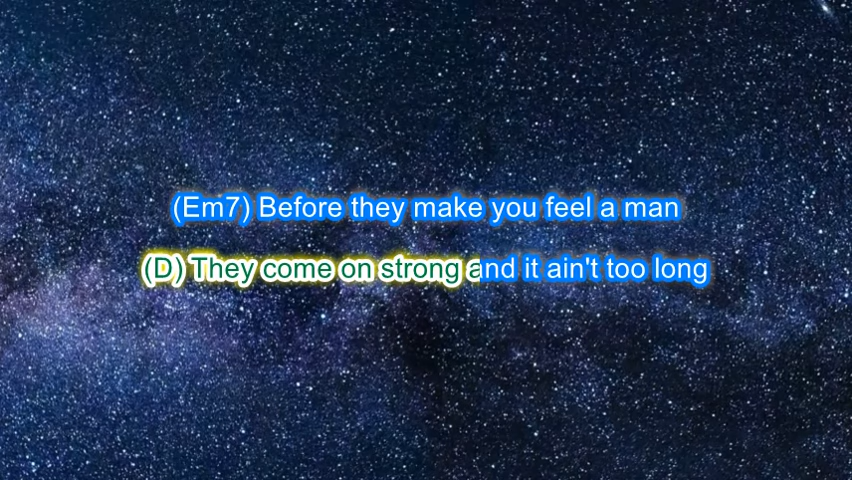 (Em7) Before they make you feel a man
(D) They come on strong and it ain't too long